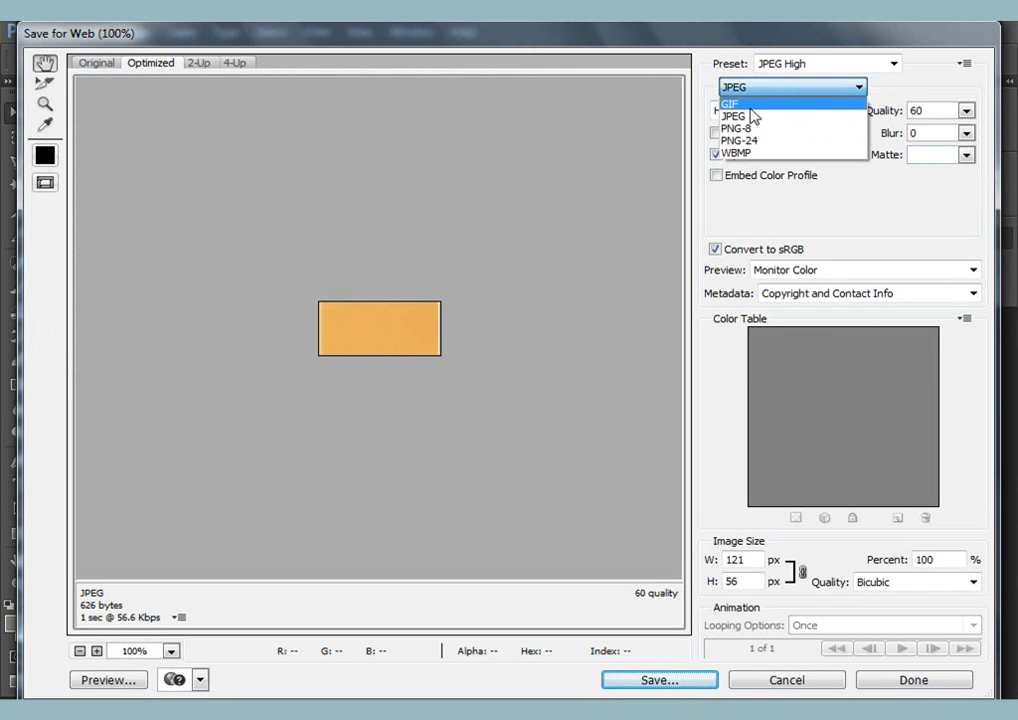 Save for Web (100%)
Original Optimized 2-Up 4-Up
Preset: JPEG High
JPEG
GIF
JPEG
PNG-8
PNG-24
WBMP
Quality: 60
Blur: 0
Matte:
Embed Color Profile
Convert to sRGB
Preview: Monitor Color
Metadata: Copyright and Contact Info
Color Table
Image Size
W: 121 px Percent: 100 %
H: 56 px Quality: Bicubic
Animation
Looping Options: Once
1 of 1
JPEG 60 quality
626 bytes
1 sec @ 56.6 Kbps
100% R: -- G: -- B: -- Alpha: -- Hex: -- Index: --
Preview... Save... Cancel Done